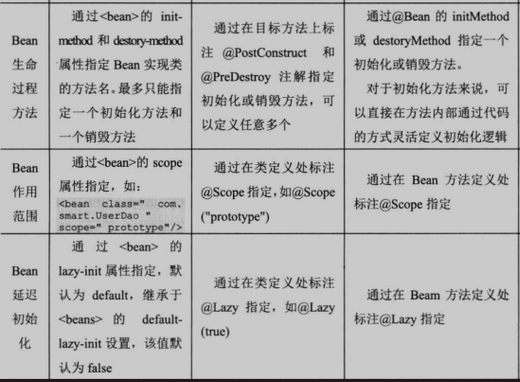 Bean
生命
过程
方法
通过<bean>的 init-
method 和 destory-method
属性指定 Bean 实现类
的方法名。最多只能指
定一个初始化方法和
一个销毁方法
通过在目标方法上标
注 @PostConstruct 和
@PreDestroy 注解指定
初始化或销毁方法，可
以定义任意多个
通过@Bean 的 initMethod
或 destoryMethod 指定一个
初始化或销毁方法。
对于初始化方法来说，可
以直接在方法内部通过代码
的方式灵活定义初始化逻辑
Bean
作用
范围
通过<bean>的 scope
属性指定，如：
<bean class=" com.
smart.UserDao "
scope=" prototype"/>
通过在类定义处标注
@Scope 指定，如@Scope
("prototype")
通过在 Bean 方法定义处
标注@Scope 指定
Bean
延迟
初始
化
通过 <bean> 的
lazy-init 属性指定，默
认为 default，继承于
<beans> 的 default-
lazy-init 设置，该值默
认为 false
通过在类定义处标注
@Lazy 指定，如@Lazy
(true)
通过在 Beam 方法定义处
标注@Lazy 指定